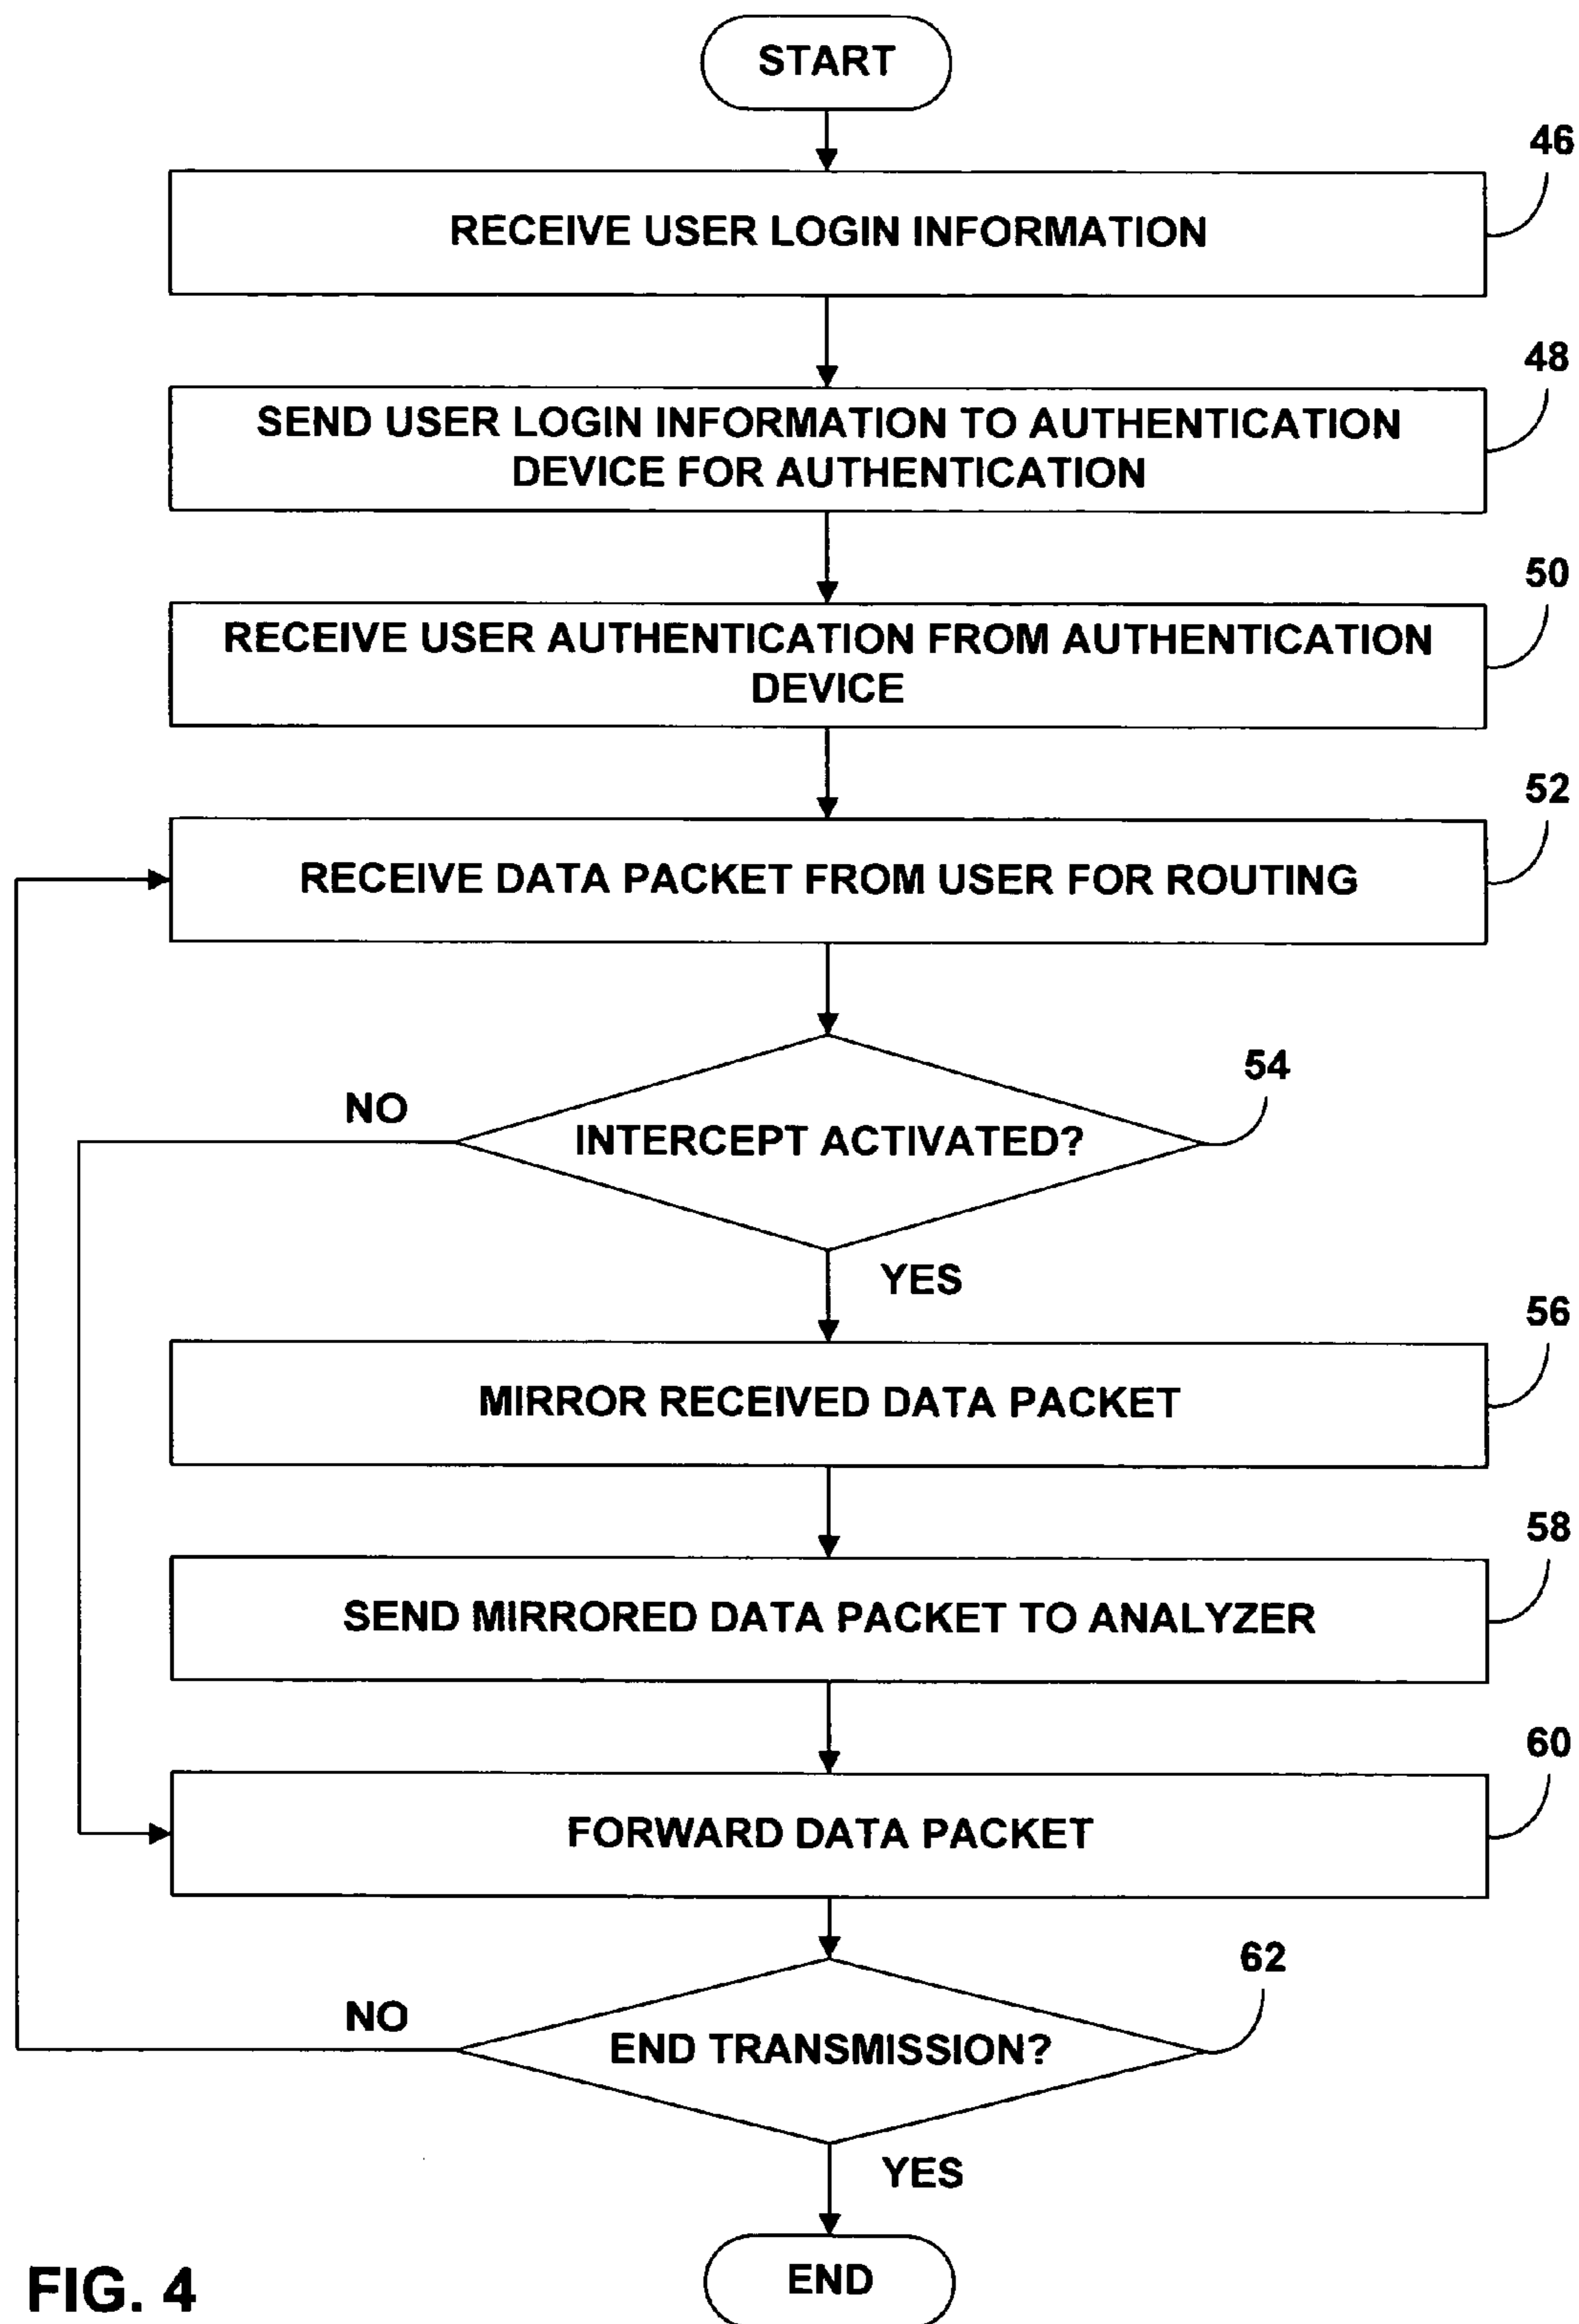 START
46
RECEIVE USER LOGIN INFORMATION
48
SEND USER LOGIN INFORMATION TO AUTHENTICATION
DEVICE FOR AUTHENTICATION
50
RECEIVE USER AUTHENTICATION FROM AUTHENTICATION
DEVICE
52
RECEIVE DATA PACKET FROM USER FOR ROUTING
54
NO
INTERCEPT ACTIVATED?
YES
56
MIRROR RECEIVED DATA PACKET
58
SEND MIRRORED DATA PACKET TO ANALYZER
60
FORWARD DATA PACKET
62
NO
END TRANSMISSION?
YES
END
FIG. 4